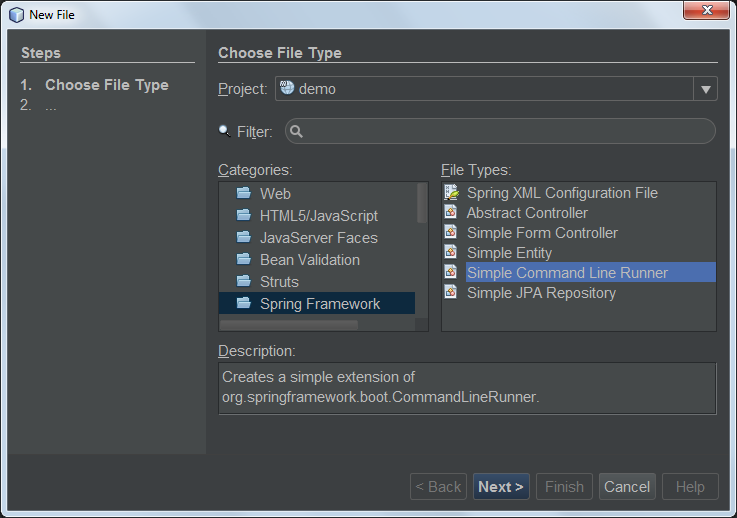 New File
Steps
1. Choose File Type
2. ...
Choose File Type
Project: demo
Filter:
Categories:
Web
HTML5/JavaScript
JavaServer Faces
Bean Validation
Struts
Spring Framework
File Types:
Spring XML Configuration File
Abstract Controller
Simple Form Controller
Simple Entity
Simple Command Line Runner
Simple JPA Repository
Description:
Creates a simple extension of
org.springframework.boot.CommandLineRunner.
< Back Next > Finish Cancel Help